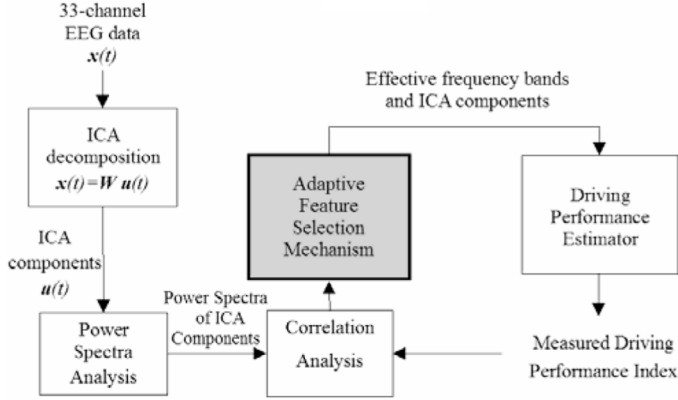 33-channel
EEG data
x(t)
ICA
decomposition
x(t)=W u(t)
ICA
components
u(t)
Power
Spectra
Analysis
Power Spectra
of ICA
Components
Correlation
Analysis
Adaptive
Feature
Selection
Mechanism
Effective frequency bands
and ICA components
Driving
Performance
Estimator
Measured Driving
Performance Index